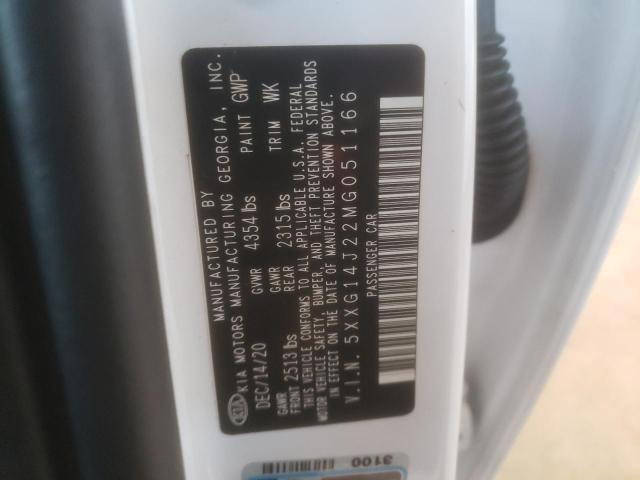 MANUFACTURED BY
KIA KIA MOTORS MANUFACTURING GEORGIA, INC.
DEC/14/20 GVWR 4354 lbs PAINT GWP
GAWR FRONT 2513 lbs GAWR REAR 2315 lbs TRIM WK
THIS VEHICLE CONFORMS TO ALL APPLICABLE U.S.A. FEDERAL
MOTOR VEHICLE SAFETY, BUMPER, AND THEFT PREVENTION STANDARDS
IN EFFECT ON THE DATE OF MANUFACTURE SHOWN ABOVE.
V.I.N. 5XXG14J22MG051166
PASSENGER CAR
3100